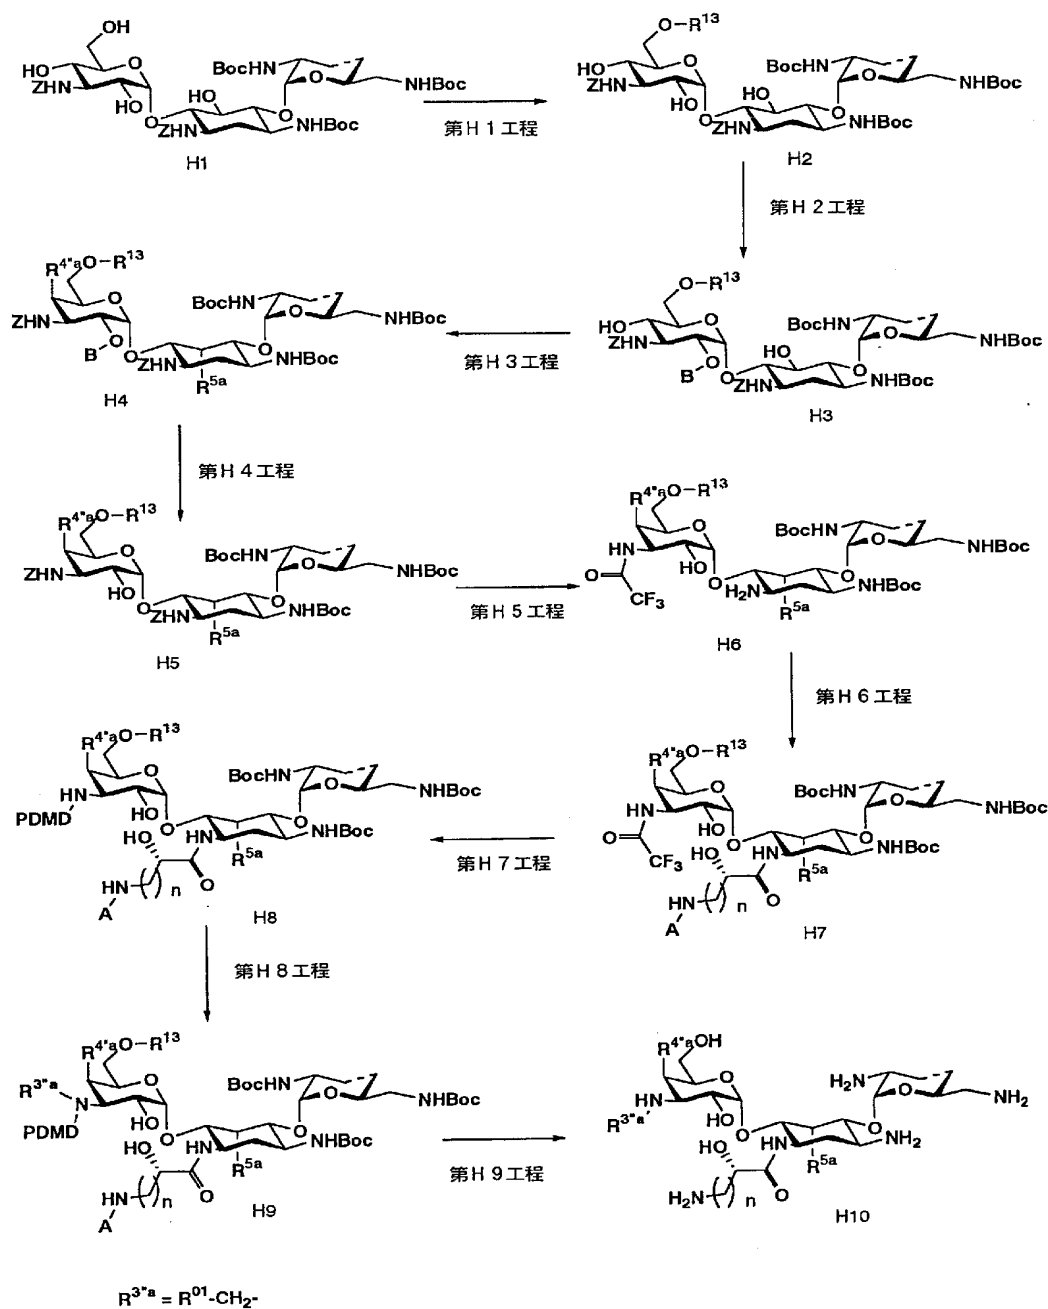 OH
HO
ZHN
HO
O
O
HO
ZHN
BocHN
O
O
NHBoc
NHBoc
H1
第H1工程
O-R13
HO
ZHN
HO
O
O
HO
ZHN
BocHN
O
O
NHBoc
NHBoc
H2
第H2工程
O-R13
HO
ZHN
O
B
O
O
HO
ZHN
BocHN
O
O
NHBoc
NHBoc
H3
第H3工程
R4"a
O-R13
ZHN
O
B
O
O
ZHN
R5a
BocHN
O
O
NHBoc
NHBoc
H4
第H4工程
R4"a
O-R13
ZHN
HO
O
O
ZHN
R5a
BocHN
O
O
NHBoc
NHBoc
H5
第H5工程
R4"a
O-R13
HN
O
CF3
HO
O
O
H2N
R5a
BocHN
O
O
NHBoc
NHBoc
H6
第H6工程
R4"a
O-R13
HN
O
CF3
HO
O
O
HO
HN
R5a
O
HN
A
n
BocHN
O
O
NHBoc
NHBoc
H7
第H7工程
R4"a
O-R13
HN
PDMD
HO
O
O
HO
HN
R5a
O
HN
A
n
BocHN
O
O
NHBoc
NHBoc
H8
第H8工程
R4"a
O-R13
R3"a
N
PDMD
HO
O
O
HO
HN
R5a
O
HN
A
n
BocHN
O
O
NHBoc
NHBoc
H9
第H9工程
R4"a
OH
HN
R3"a
HO
O
O
HO
HN
R5a
O
H2N
n
H2N
O
O
NH2
NH2
H10
R3"a = R01-CH2-